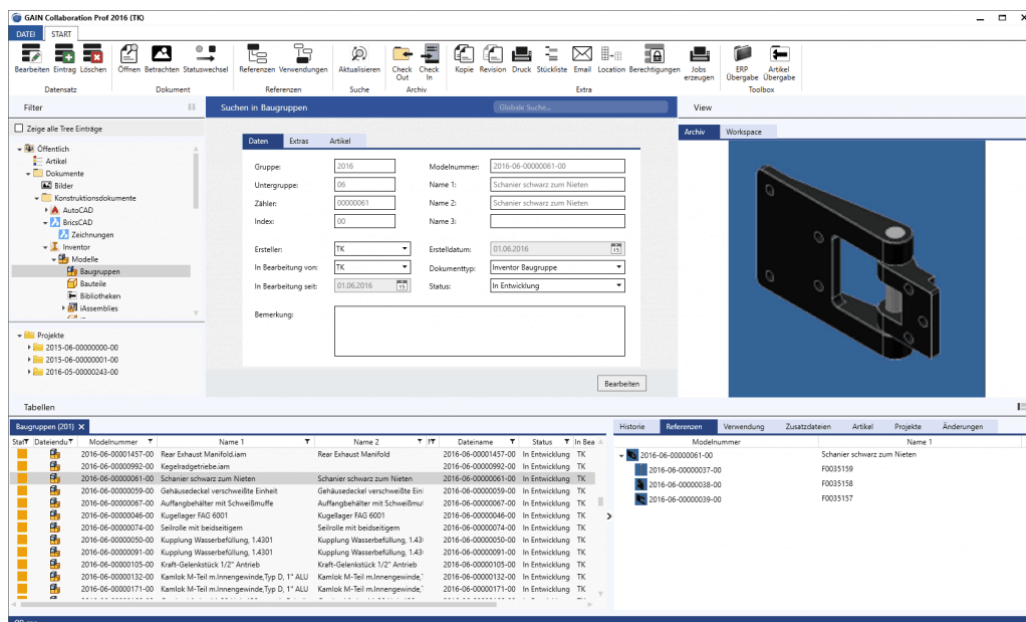 GAIN Collaboration Prof 2016 (TK)
DATEI START
Bearbeiten Eintrag Löschen Öffnen Betrachten Statuswechsel Referenzen Verwendungen Aktualisieren Check Out Check In Kopie Revision Druck Stückliste Email Location Berechtigungen Jobs erzeugen ERP Übergabe Artikel Übergabe
Datensatz Dokument Referenzen Suche Archiv Extra Toolbox
Filter
Zeige alle Tree Einträge
Öffentlich
Artikel
Dokumente
Bilder
Konstruktionsdokumente
AutoCAD
BricsCAD
Zeichnungen
Inventor
Modelle
Baugruppen
Bauteile
Bibliotheken
iAssemblies
Projekte
2015-06-00000000-00
2015-06-00000001-00
2016-05-00000243-00
Suchen in Baugruppen Globale Suche...
Daten Extras Artikel
Gruppe: 2016 Modelnummer: 2016-06-00000061-00
Untergruppe: 06 Name 1: Schanier schwarz zum Nieten
Zähler: 00000061 Name 2: Schanier schwarz zum Nieten
Index: 00 Name 3:
Ersteller: TK Erstelldatum: 01.06.2016 15
In Bearbeitung von: TK Dokumenttyp: Inventor Baugruppe
In Bearbeitung seit: 01.06.2016 15 Status: In Entwicklung
Bemerkung:
Bearbeiten
View
Archiv Workspace
Tabellen
Baugruppen (201)
Stat Dateiendu Modelnummer Name 1 Name 2 Dateiname Status In Bea
2016-06-00001457-00 Rear Exhaust Manifold.iam Rear Exhaust Manifold 2016-06-00001457-00 In Entwicklung TK
2016-06-00000992-00 Kegelradgetriebe.iam 2016-06-00000992-00 In Entwicklung TK
2016-06-00000061-00 Schanier schwarz zum Nieten Schanier schwarz zum Nieten 2016-06-00000061-00 In Entwicklung TK
2016-06-00000059-00 Gehäusedeckel verschweißte Einheit Gehäusedeckel verschweißte Ein 2016-06-00000059-00 In Entwicklung TK
2016-06-00000067-00 Auffangbehälter mit Schweißmuffe Auffangbehälter mit Schweißmu 2016-06-00000067-00 In Entwicklung TK
2016-06-00000046-00 Kugellager FAG 6001 Kugellager FAG 6001 2016-06-00000046-00 In Entwicklung TK
2016-06-00000074-00 Seilrolle mit beidseitigem Seilrolle mit beidseitigem 2016-06-00000074-00 In Entwicklung TK
2016-06-00000050-00 Kupplung Wasserbefüllung, 1.4301 Kupplung Wasserbefüllung, 1.43 2016-06-00000050-00 In Entwicklung TK
2016-06-00000091-00 Kupplung Wasserbefüllung, 1.4301 Kupplung Wasserbefüllung, 1.43 2016-06-00000091-00 In Entwicklung TK
2016-06-00000105-00 Kraft-Gelenkstück 1/2" Antrieb Kraft-Gelenkstück 1/2" Antrieb 2016-06-00000105-00 In Entwicklung TK
2016-06-00000132-00 Kamlok M-Teil m.Innengewinde,Typ D, 1" ALU Kamlok M-Teil m.Innengewinde, 2016-06-00000132-00 In Entwicklung TK
2016-06-00000171-00 Kamlok M-Teil m.Innengewinde,Typ D, 1" ALU Kamlok M-Teil m.Innengewinde, 2016-06-00000171-00 In Entwicklung TK
Historie Referenzen Verwendung Zusatzdateien Artikel Projekte Änderungen
Modelnummer Name 1
2016-06-00000061-00 Schanier schwarz zum Nieten
2016-06-00000037-00 F0035159
2016-06-00000038-00 F0035158
2016-06-00000039-00 F0035157